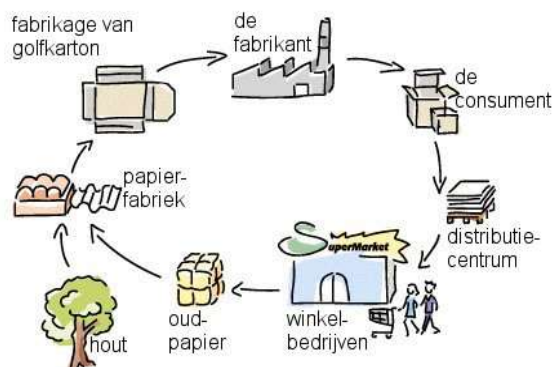 fabrikage van
golfkarton
de
fabrikant
de
consument
papier-
fabriek
distributie-
centrum
SuperMarket
hout
oud-
papier
winkel-
bedrijven